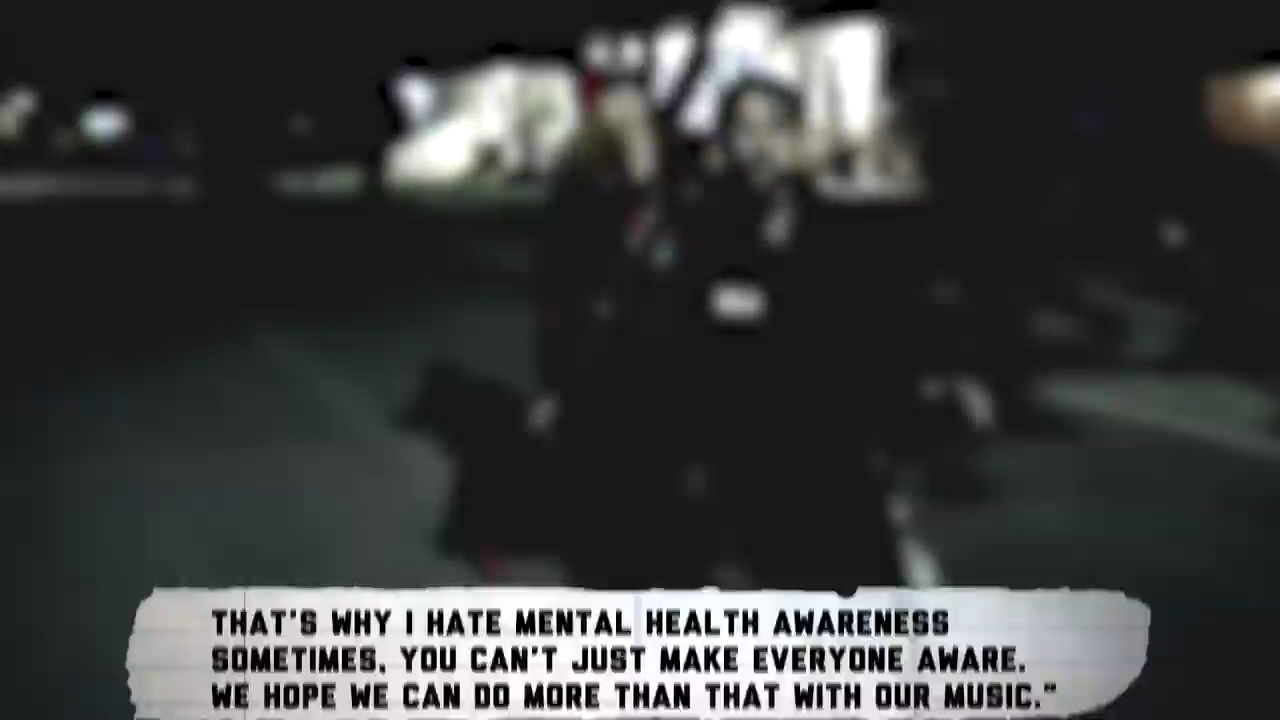 THAT'S WHY I HATE MENTAL HEALTH AWARENESS
SOMETIMES, YOU CAN'T JUST MAKE EVERYONE AWARE.
WE HOPE WE CAN DO MORE THAN THAT WITH OUR MUSIC."